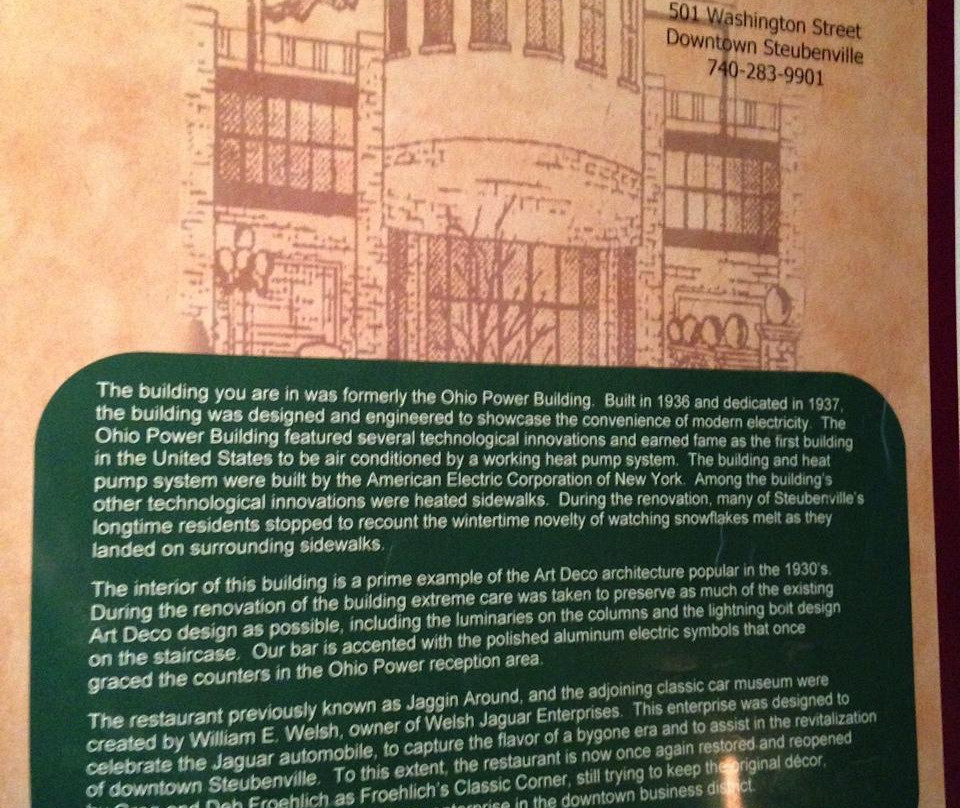 501 Washington Street
Downtown Steubenville
740-283-9901
The building you are in was formerly the Ohio Power Building. Built in 1936 and dedicated in 1937,
the building was designed and engineered to showcase the convenience of modern electricity. The
Ohio Power Building featured several technological innovations and earned fame as the first building
in the United States to be air conditioned by a working heat pump system. The building and heat
pump system were built by the American Electric Corporation of New York. Among the building's
other technological innovations were heated sidewalks. During the renovation, many of Steubenville's
longtime residents stopped to recount the wintertime novelty of watching snowflakes melt as they
landed on surrounding sidewalks.
The interior of this building is a prime example of the Art Deco architecture popular in the 1930's.
During the renovation of the building extreme care was taken to preserve as much of the existing
Art Deco design as possible, including the luminaries on the columns and the lightning bolt design
on the staircase. Our bar is accented with the polished aluminum electric symbols that once
graced the counters in the Ohio Power reception area.
The restaurant previously known as Jaggin Around, and the adjoining classic car museum were
created by William E. Welsh, owner of Welsh Jaguar Enterprises. This enterprise was designed to
celebrate the Jaguar automobile, to capture the flavor of a bygone era and to assist in the revitalization
of downtown Steubenville. To this extent, the restaurant is now once again restored and reopened
by Greg and Deb Froehlich as Froehlich's Classic Corner, still trying to keep the original décor,
enterprise in the downtown business district.